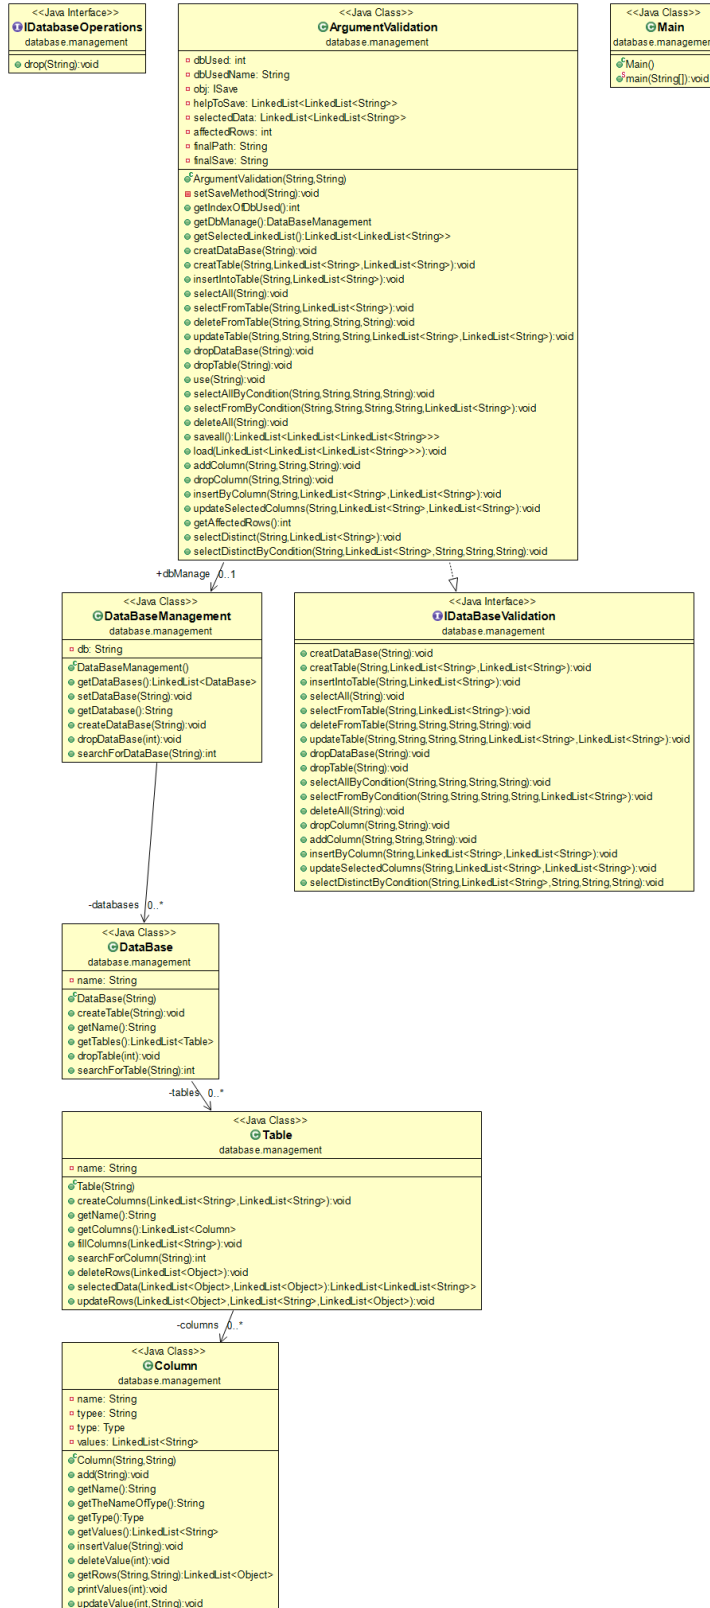 <<Java Interface>>
IDatabaseOperations
database.management
drop(String):void
<<Java Class>>
ArgumentValidation
database.management
dbUsed: int
dbUsedName: String
obj: ISave
helpToSave: LinkedList<LinkedList<String>>
selectedData: LinkedList<LinkedList<String>>
affectedRows: int
finalPath: String
finalSave: String
ArgumentValidation(String,String)
setSaveMethod(String):void
getIndexOfDbUsed():int
getDbManage():DataBaseManagement
getSelectedLinkedList():LinkedList<LinkedList<String>>
creatDataBase(String):void
creatTable(String,LinkedList<String>,LinkedList<String>):void
insertIntoTable(String,LinkedList<String>):void
selectAll(String):void
selectFromTable(String,LinkedList<String>):void
deleteFromTable(String,String,String,String):void
updateTable(String,String,String,String,LinkedList<String>,LinkedList<String>):void
dropDataBase(String):void
dropTable(String):void
use(String):void
selectAllByCondition(String,String,String,String):void
selectFromByCondition(String,String,String,String,LinkedList<String>):void
deleteAll(String):void
saveall():LinkedList<LinkedList<LinkedList<String>>>
load(LinkedList<LinkedList<LinkedList<String>>>):void
addColumn(String,String,String):void
dropColumn(String,String):void
insertByColumn(String,LinkedList<String>,LinkedList<String>):void
updateSelectedColumns(String,LinkedList<String>,LinkedList<String>):void
getAffectedRows():int
selectDistinct(String,LinkedList<String>):void
selectDistinctByCondition(String,LinkedList<String>,String,String,String):void
<<Java Class>>
Main
database.management
Main()
main(String[]):void
+dbManage 0..1
<<Java Class>>
DataBaseManagement
database.management
db: String
DataBaseManagement()
getDataBases():LinkedList<DataBase>
setDataBase(String):void
getDatabase():String
createDataBase(String):void
dropDataBase(int):void
searchForDataBase(String):int
<<Java Interface>>
IDataBaseValidation
database.management
creatDataBase(String):void
creatTable(String,LinkedList<String>,LinkedList<String>):void
insertIntoTable(String,LinkedList<String>):void
selectAll(String):void
selectFromTable(String,LinkedList<String>):void
deleteFromTable(String,String,String,String):void
updateTable(String,String,String,String,LinkedList<String>,LinkedList<String>):void
dropDataBase(String):void
dropTable(String):void
selectAllByCondition(String,String,String,String):void
selectFromByCondition(String,String,String,String,LinkedList<String>):void
deleteAll(String):void
dropColumn(String,String):void
addColumn(String,String,String):void
insertByColumn(String,LinkedList<String>,LinkedList<String>):void
updateSelectedColumns(String,LinkedList<String>,LinkedList<String>):void
selectDistinctByCondition(String,LinkedList<String>,String,String,String):void
-databases 0..*
<<Java Class>>
DataBase
database.management
name: String
DataBase(String)
createTable(String):void
getName():String
getTables():LinkedList<Table>
dropTable(int):void
searchForTable(String):int
-tables 0..*
<<Java Class>>
Table
database.management
name: String
Table(String)
createColumns(LinkedList<String>,LinkedList<String>):void
getName():String
getColumns():LinkedList<Column>
fillColumns(LinkedList<String>):void
searchForColumn(String):int
deleteRows(LinkedList<Object>):void
selectedData(LinkedList<Object>,LinkedList<Object>):LinkedList<LinkedList<String>>
updateRows(LinkedList<Object>,LinkedList<String>,LinkedList<Object>):void
-columns 0..*
<<Java Class>>
Column
database.management
name: String
typee: String
type: Type
values: LinkedList<String>
Column(String,String)
add(String):void
getName():String
getTheNameOfType():String
getType():Type
getValues():LinkedList<String>
insertValue(String):void
deleteValue(int):void
getRows(String,String):LinkedList<Object>
printValues(int):void
updateValue(int,String):void